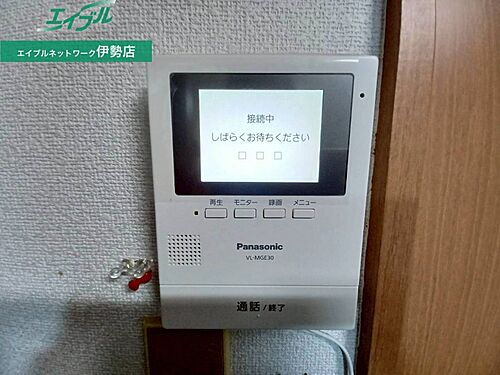 エイブル
エイブルネットワーク伊勢店
接続中
しばらくお待ちください
□ □ □
再生 モニター 録画 メニュー
Panasonic
VL-MGE30
通話/終了